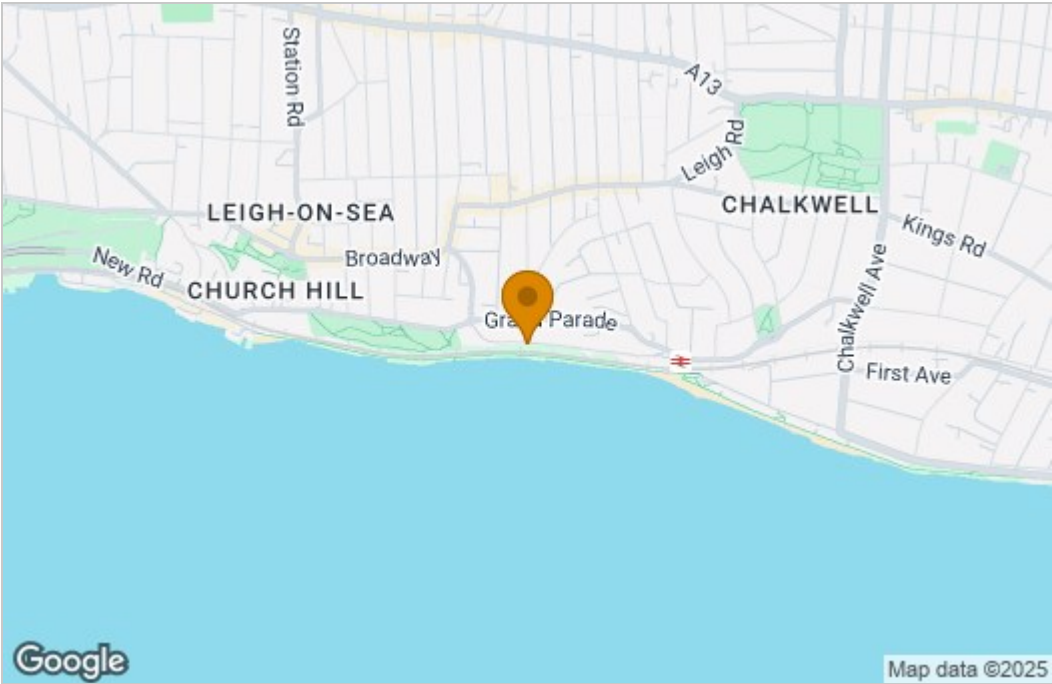 Station Rd
A13
Leigh Rd
LEIGH-ON-SEA
CHALKWELL
Kings Rd
Broadway
New Rd
CHURCH HILL
Grand Parade
Chalkwell Ave
First Ave
Google
Map data ©2025